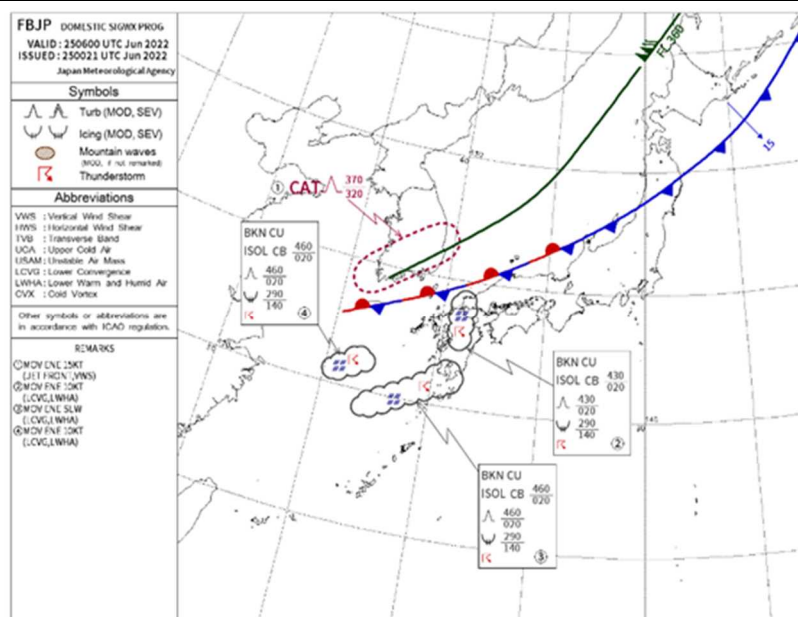 FBJP DOMESTIC SIGWX PROG
VALID : 250600 UTC Jun 2022
ISSUED : 250021 UTC Jun 2022
Japan Meteorological Agency
Symbols
Turb (MOD, SEV)
Icing (MOD, SEV)
Mountain waves
(MOD, if not remarked)
Thunderstorm
Abbreviations
VWS : Vertical Wind Shear
HWS : Horizontal Wind Shear
TVB : Transverse Band
UCA : Upper Cold Air
USAM: Unstable Air Mass
LCVG : Lower Convergence
LWHA: Lower Warm and Humid Air
CVX : Cold Vortex
Other symbols or abbreviations are
in accordance with ICAO regulation.
REMARKS
①MOV ENE 15KT
(JET FRONT,VWS)
②MOV ENE 10KT
(LCVG,LWHA)
③MOV ENE SLW
(LCVG,LWHA)
④MOV ENE 10KT
(LCVG,LWHA)
FL 360
15
① CAT 370
320
BKN CU
ISOL CB 460
020
460
020
290
140
④
BKN CU
ISOL CB 430
020
430
020
290
140
②
BKN CU
ISOL CB 460
020
460
020
290
140
③